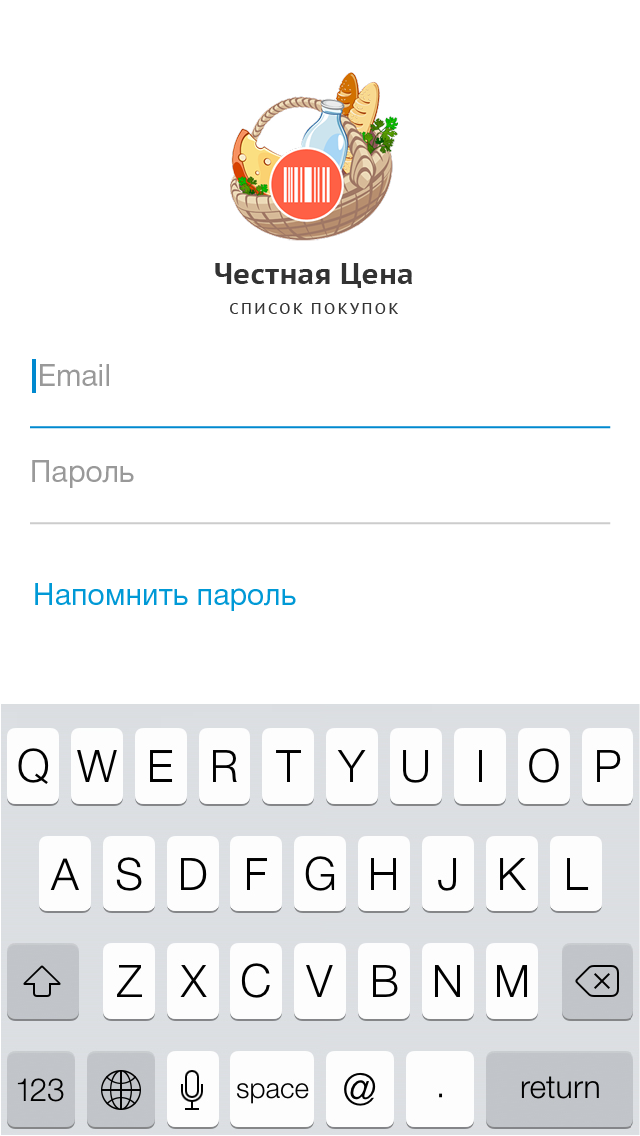 Честная Цена
СПИСОК ПОКУПОК
Email
Пароль
Напомнить пароль
Q W E R T Y U I O P
A S D F G H J K L
Z X C V B N M
123 space @ . return